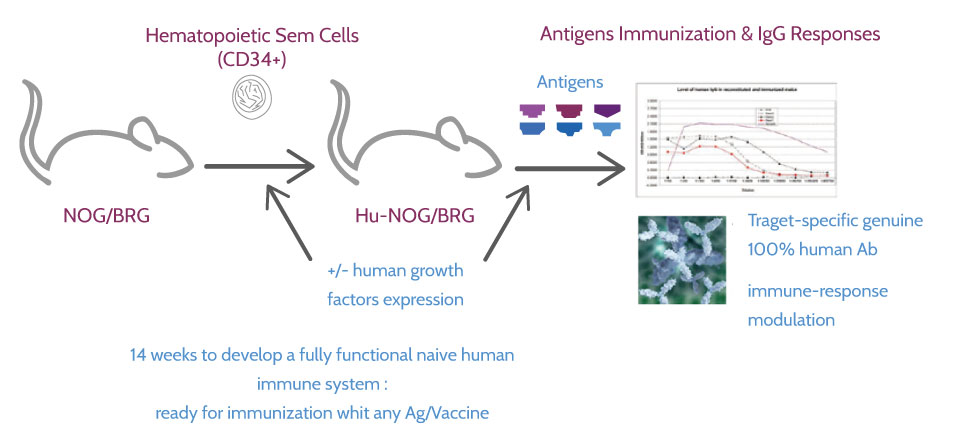 Hematopoietic Sem Cells
(CD34+)
Antigens Immunization & IgG Responses
Antigens
Level of human IgG in reconstituted and immunized mice
Dilution
NOG/BRG
Hu-NOG/BRG
Traget-specific genuine
100% human Ab
immune-response
modulation
+/- human growth
factors expression
14 weeks to develop a fully functional naive human
immune system :
ready for immunization whit any Ag/Vaccine